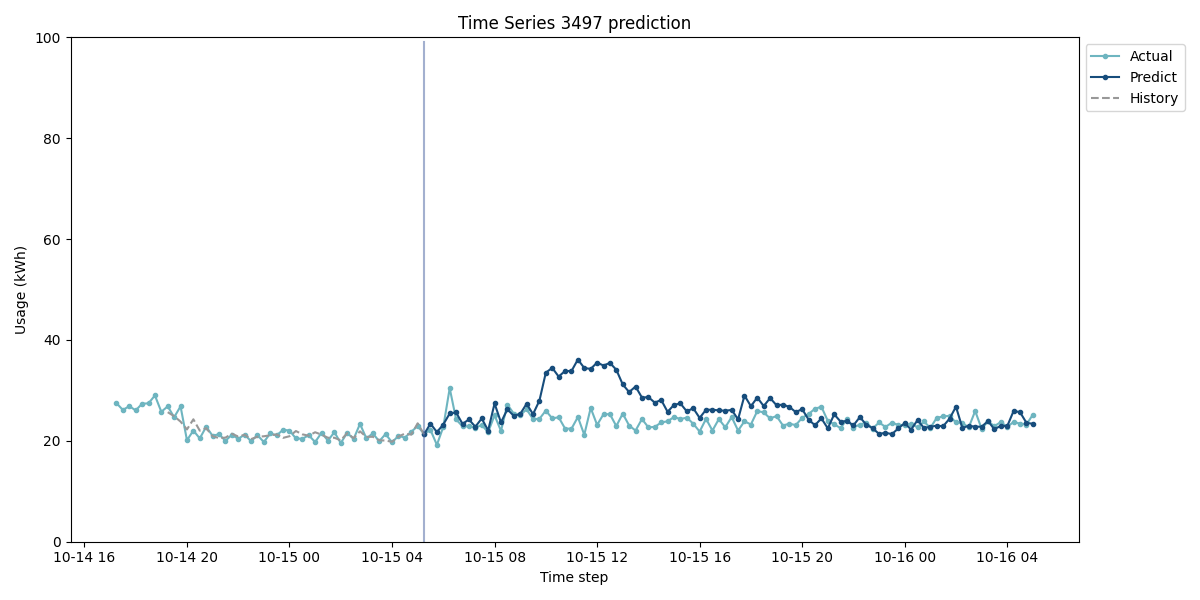 Time Series 3497 prediction
100
80
60
40
20
0
Usage (kWh)
10-14 16
10-14 20
10-15 00
10-15 04
10-15 08
10-15 12
10-15 16
10-15 20
10-16 00
10-16 04
Time step
Actual
Predict
History